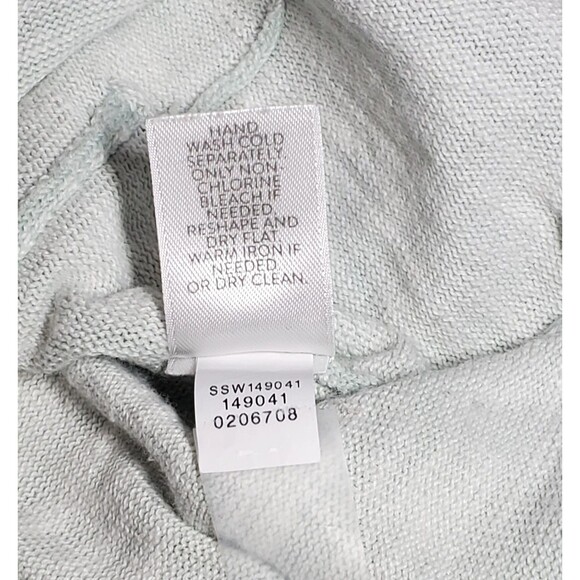 HAND
WASH COLD
SEPARATELY.
ONLY NON-
CHLORINE
BLEACH IF
NEEDED.
RESHAPE AND
DRY FLAT.
WARM IRON IF
NEEDED
OR DRY CLEAN.
SSW149041
149041
0206708